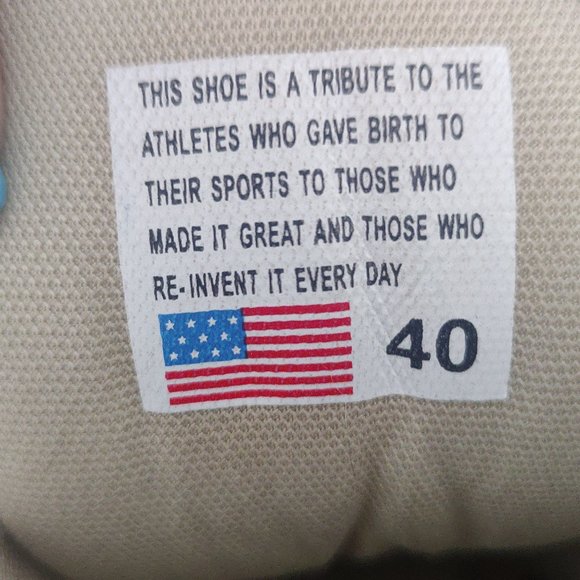 THIS SHOE IS A TRIBUTE TO THE
ATHLETES WHO GAVE BIRTH TO
THEIR SPORTS TO THOSE WHO
MADE IT GREAT AND THOSE WHO
RE-INVENT IT EVERY DAY
40